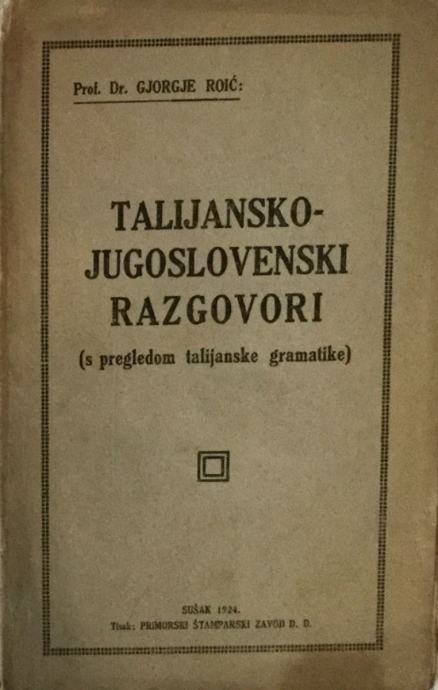 Prof. Dr. GJORGJE ROIĆ:
TALIJANSKO-
JUGOSLOVENSKI
RAZGOVORI
(s pregledom talijanske gramatike)
SUŠAK 1924.
Tisak: PRIMORSKI ŠTAMPARSKI ZAVOD D. D.